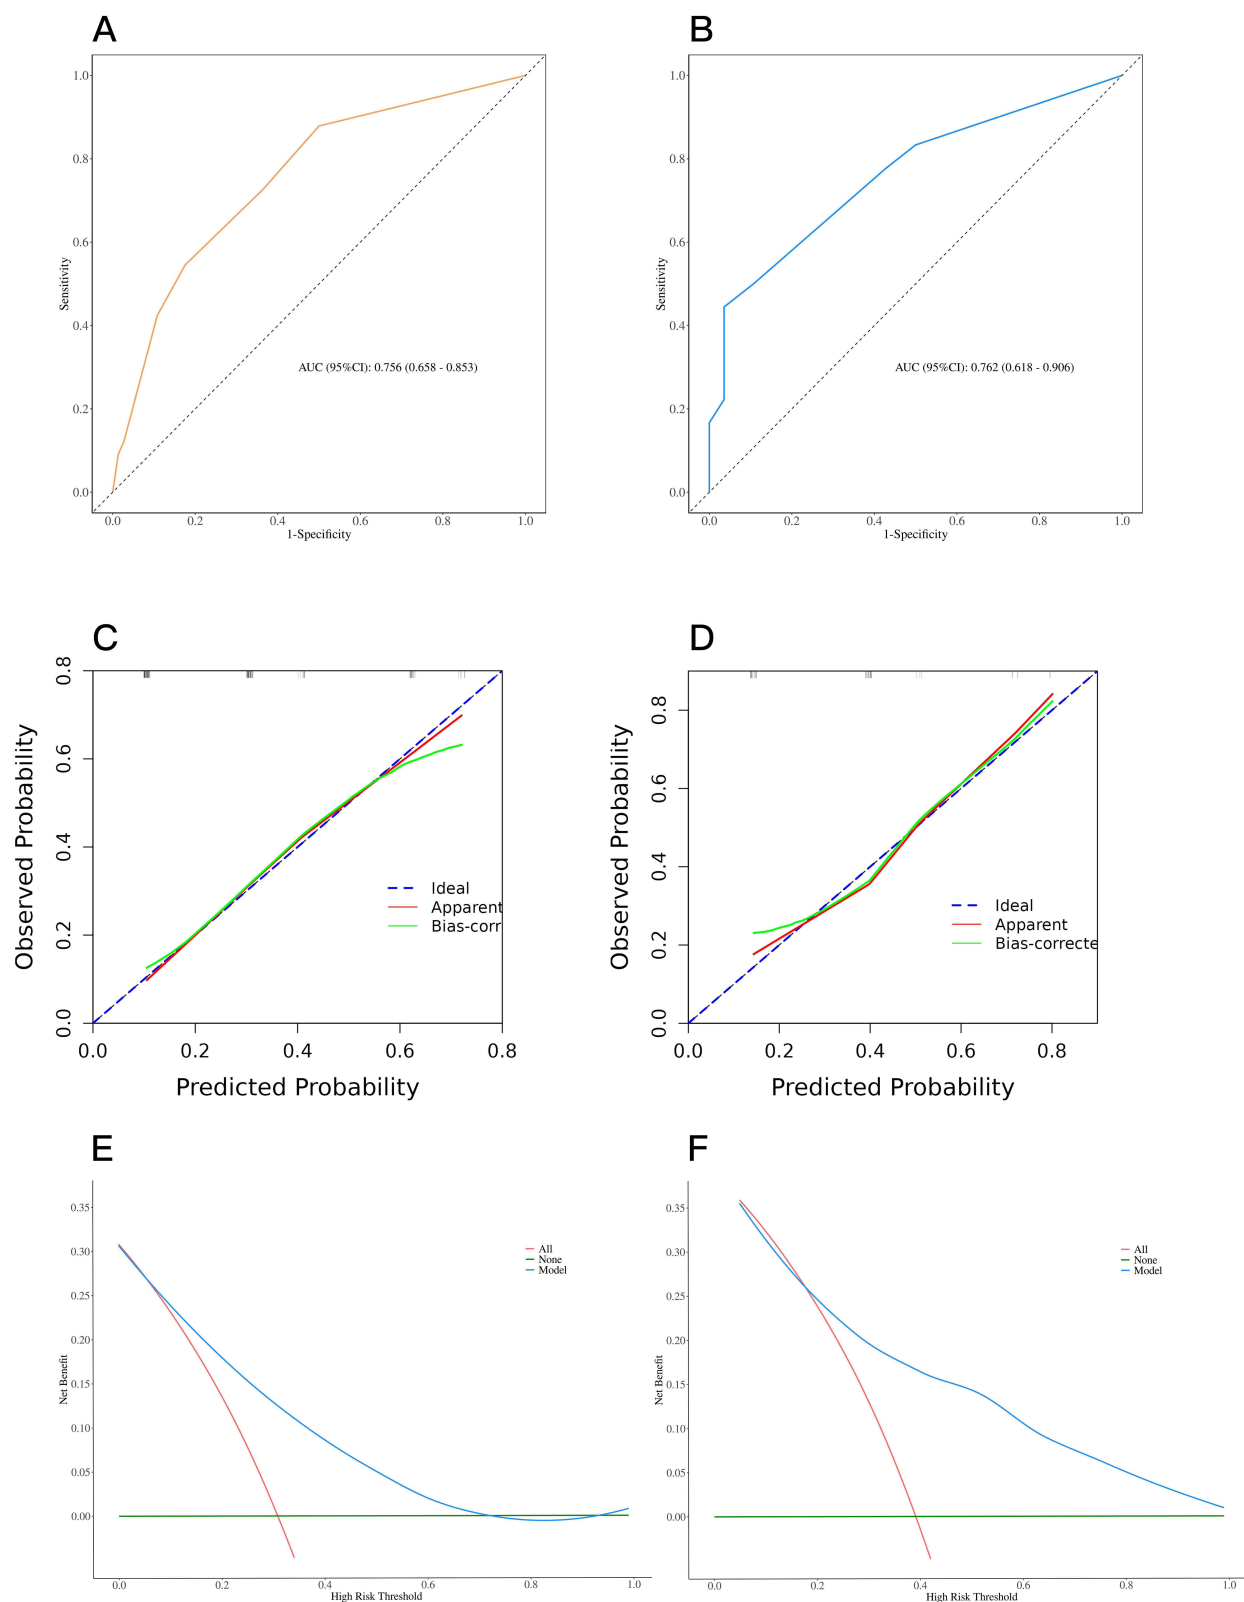 A
1.0
0.8
0.6
0.4
0.2
0.0
Sensitivity
AUC (95%CI): 0.756 (0.658 - 0.853)
0.0 0.2 0.4 0.6 0.8 1.0
1-Specificity
B
1.0
0.8
0.6
0.4
0.2
0.0
Sensitivity
AUC (95%CI): 0.762 (0.618 - 0.906)
0.0 0.2 0.4 0.6 0.8 1.0
1-Specificity
C
0.8
0.6
0.4
0.2
0.0
Observed Probability
Ideal
Apparent
Bias-corr
0.0 0.2 0.4 0.6 0.8
Predicted Probability
D
0.8
0.6
0.4
0.2
0.0
Observed Probability
Ideal
Apparent
Bias-correcte
0.0 0.2 0.4 0.6 0.8
Predicted Probability
E
0.35
0.30
0.25
0.20
0.15
0.10
0.05
0.00
Net Benefit
All
None
Model
0.0 0.2 0.4 0.6 0.8 1.0
High Risk Threshold
F
0.35
0.30
0.25
0.20
0.15
0.10
0.05
0.00
Net Benefit
All
None
Model
0.0 0.2 0.4 0.6 0.8 1.0
High Risk Threshold